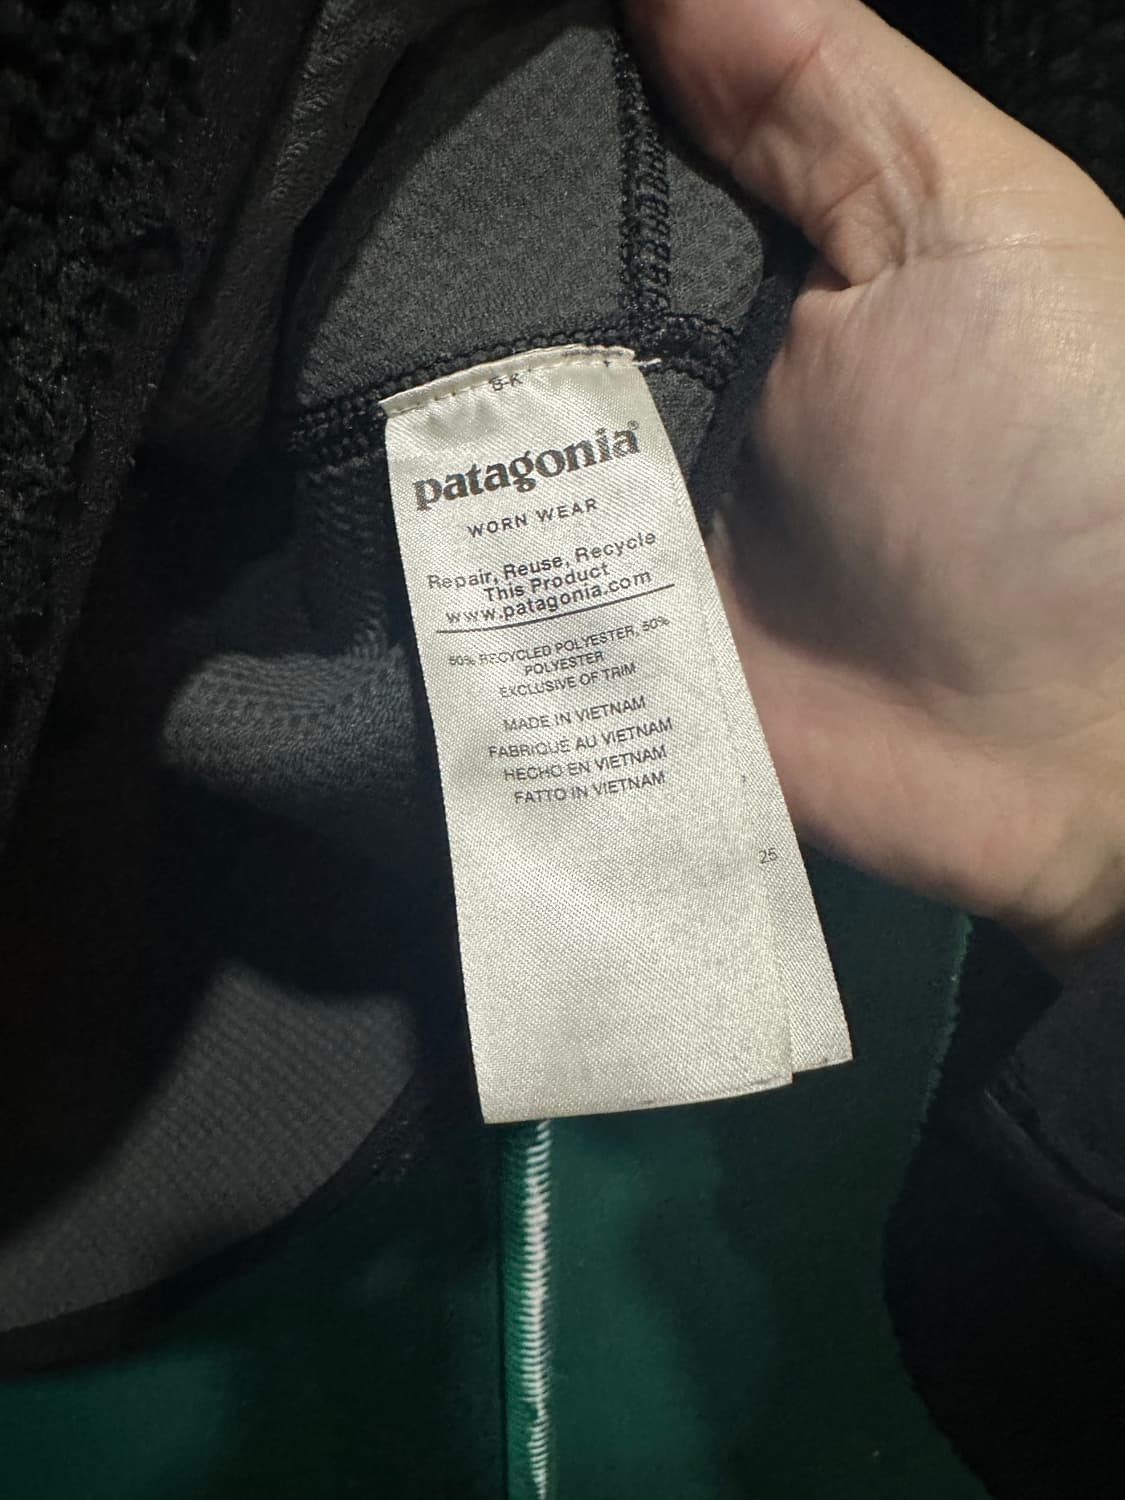 patagonia®
WORN WEAR
Repair, Reuse, Recycle
This Product
www.patagonia.com
50% RECYCLED POLYESTER, 50%
POLYESTER
EXCLUSIVE OF TRIM
MADE IN VIETNAM
FABRIQUE AU VIETNAM
HECHO EN VIETNAM
FATTO IN VIETNAM
25